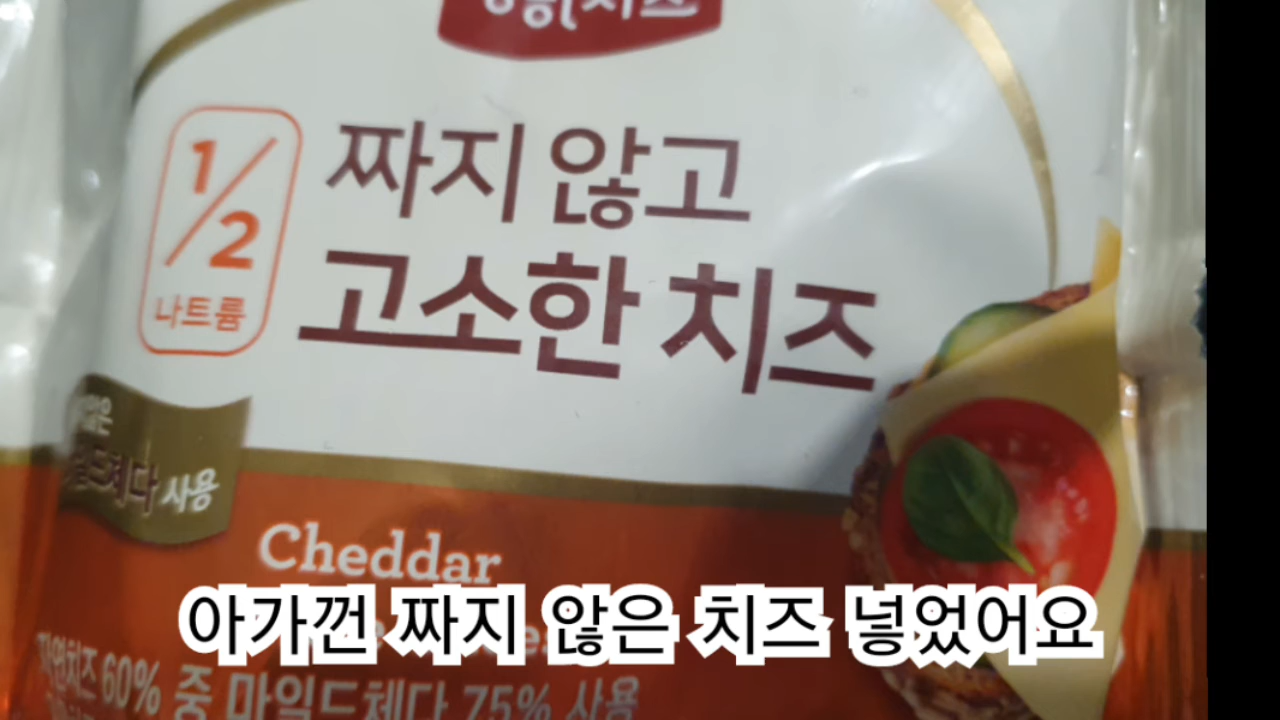 치즈
1/2
나트륨
짜지 않고
고소한 치즈
사용
Cheddar
아가껀 짜지 않은 치즈 넣었어요
자연치즈 60% 중 마일드체다 75% 사용